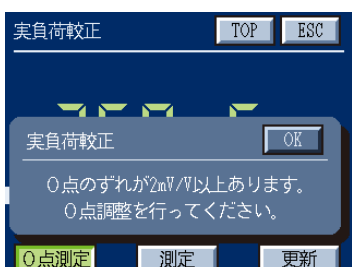 実負荷較正 TOP ESC
実負荷較正 OK
０点のずれが2mV/V以上あります。
０点調整を行ってください。
０点測定 測定 更新